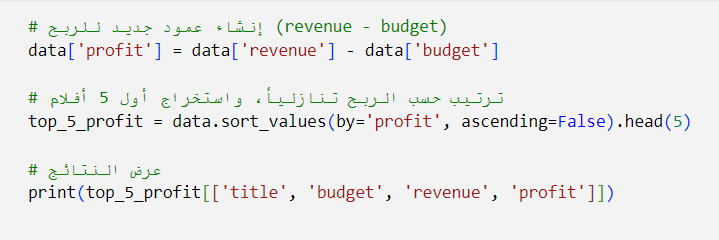 # إنشاء عمود جديد للربح (revenue - budget)
data['profit'] = data['revenue'] - data['budget']
# ترتيب حسب الربح تنازلياً، واستخراج أول 5 أفلام
top_5_profit = data.sort_values(by='profit', ascending=False).head(5)
# عرض النتائج
print(top_5_profit[['title', 'budget', 'revenue', 'profit']])